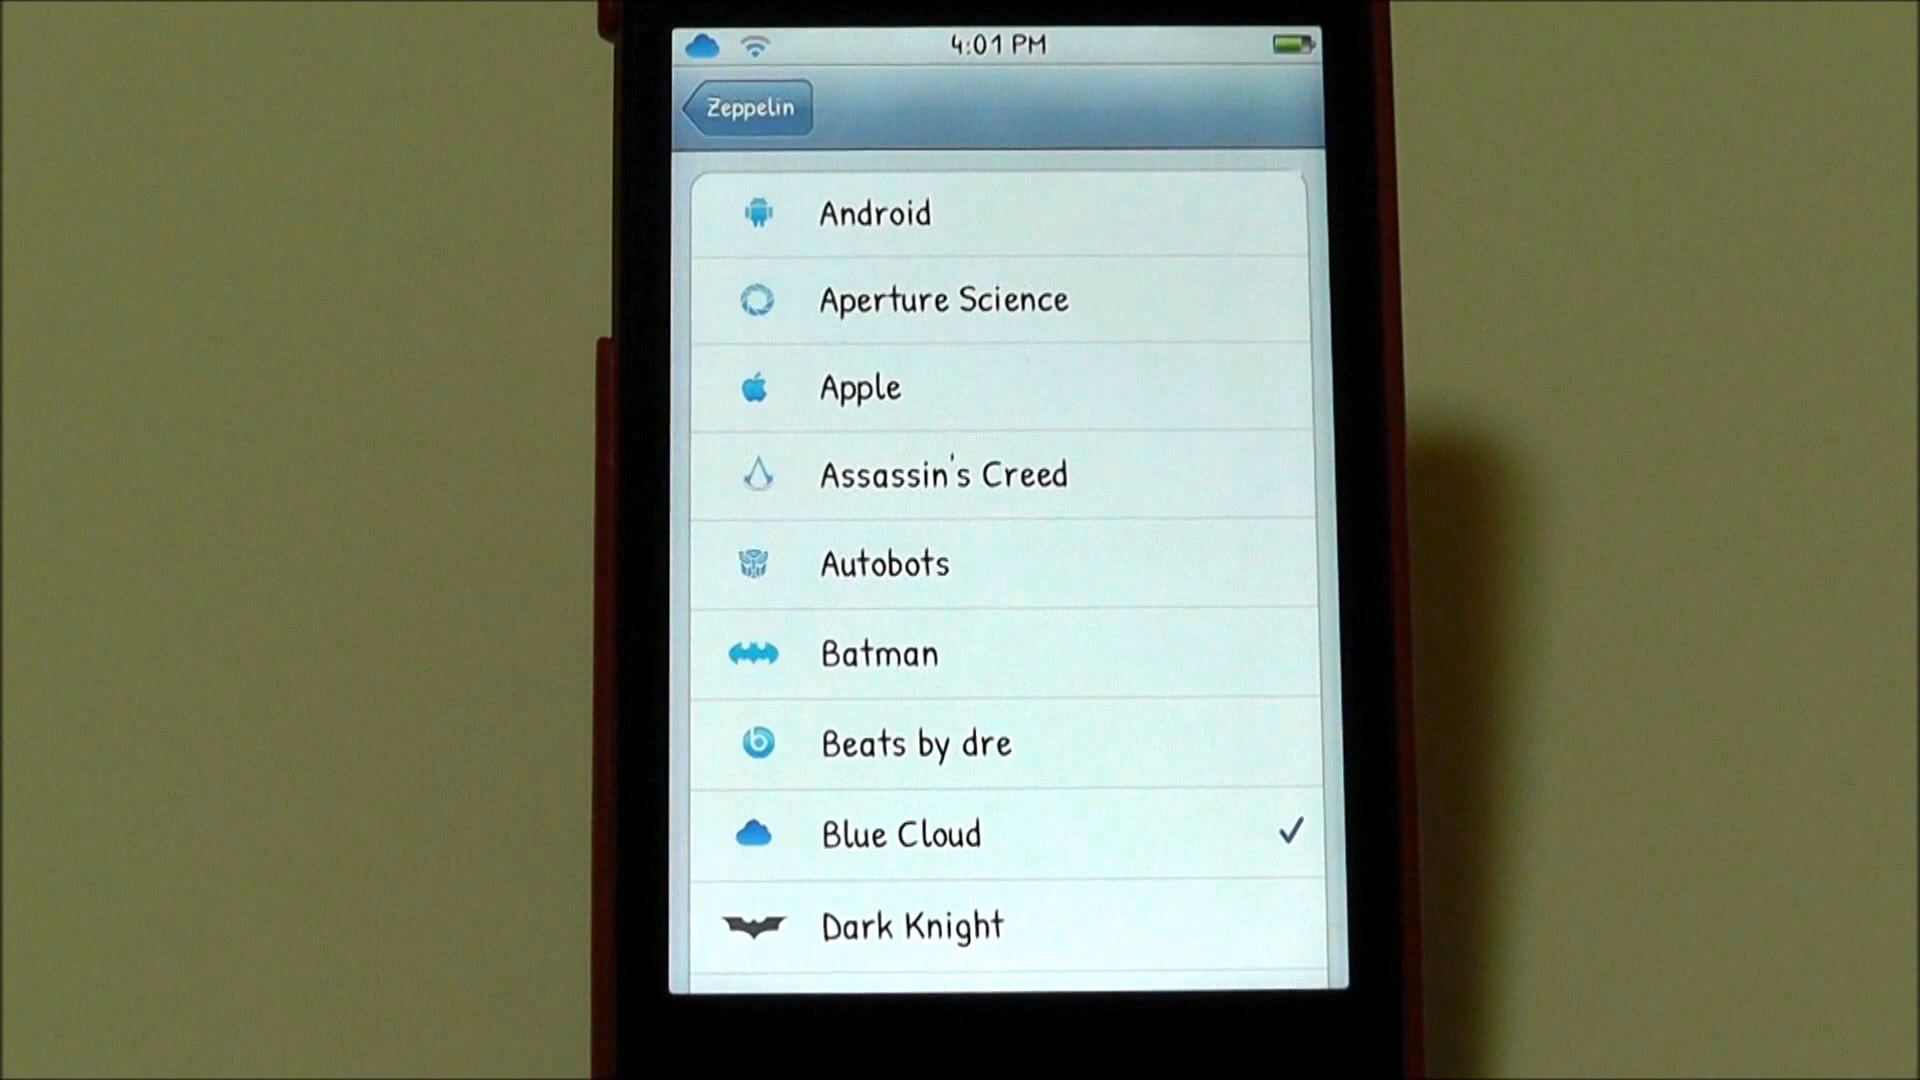 4:01 PM
Zeppelin
Android
Aperture Science
Apple
Assassin's Creed
Autobots
Batman
Beats by dre
Blue Cloud
Dark Knight